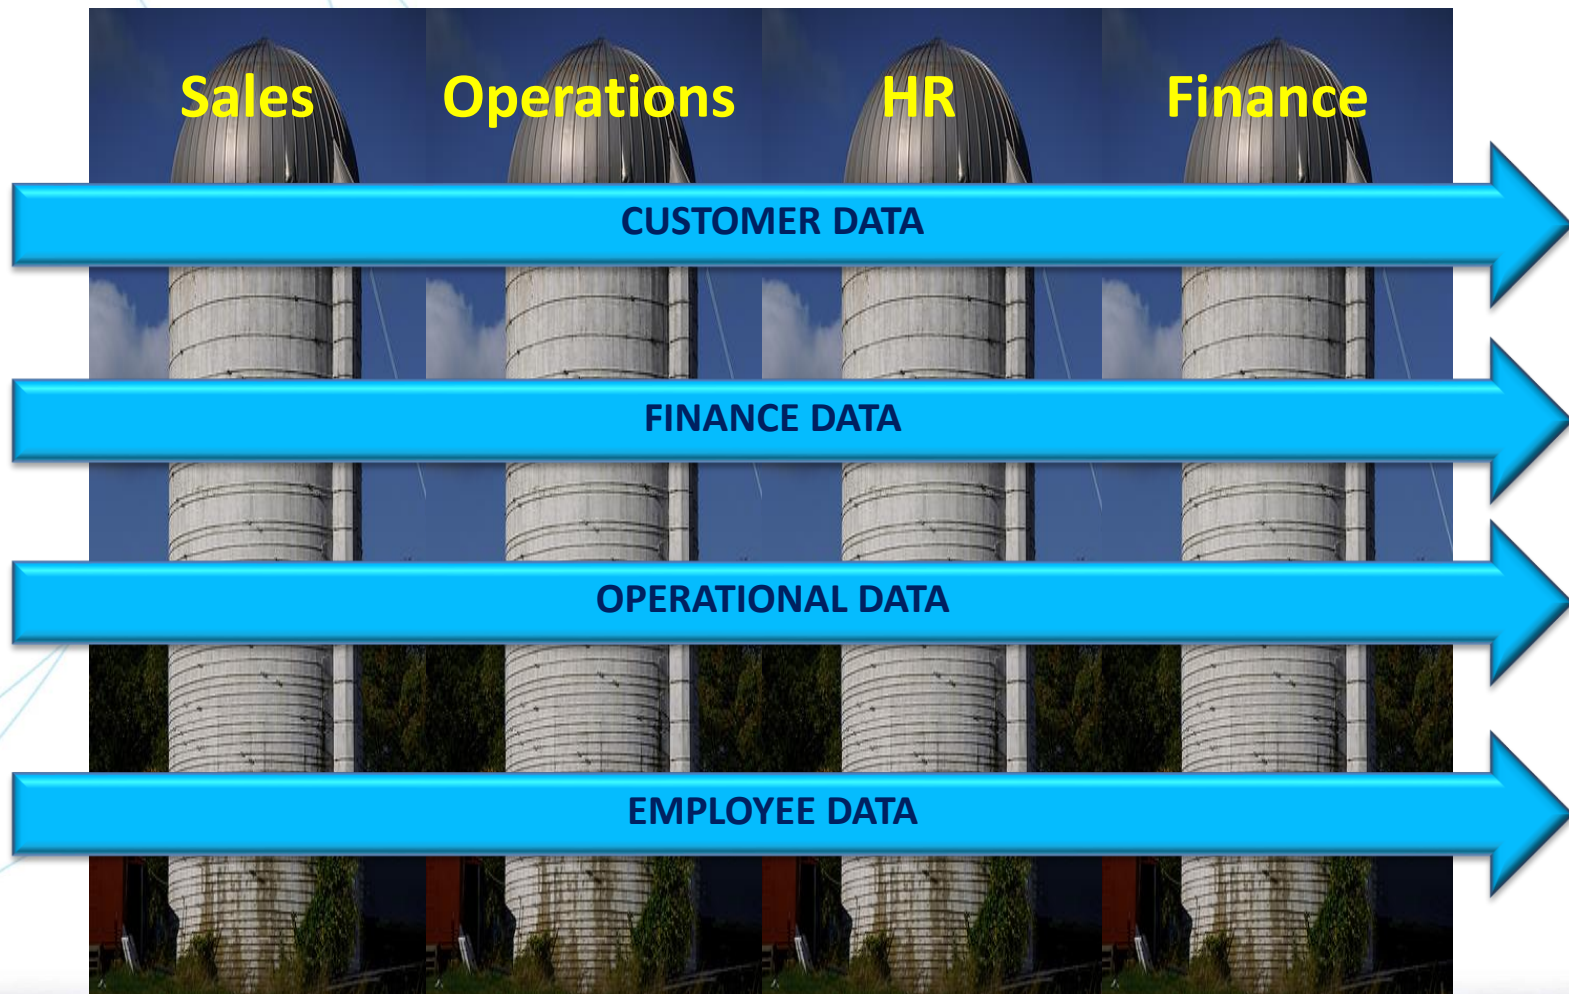 Sales Operations HR Finance
CUSTOMER DATA
FINANCE DATA
OPERATIONAL DATA
EMPLOYEE DATA